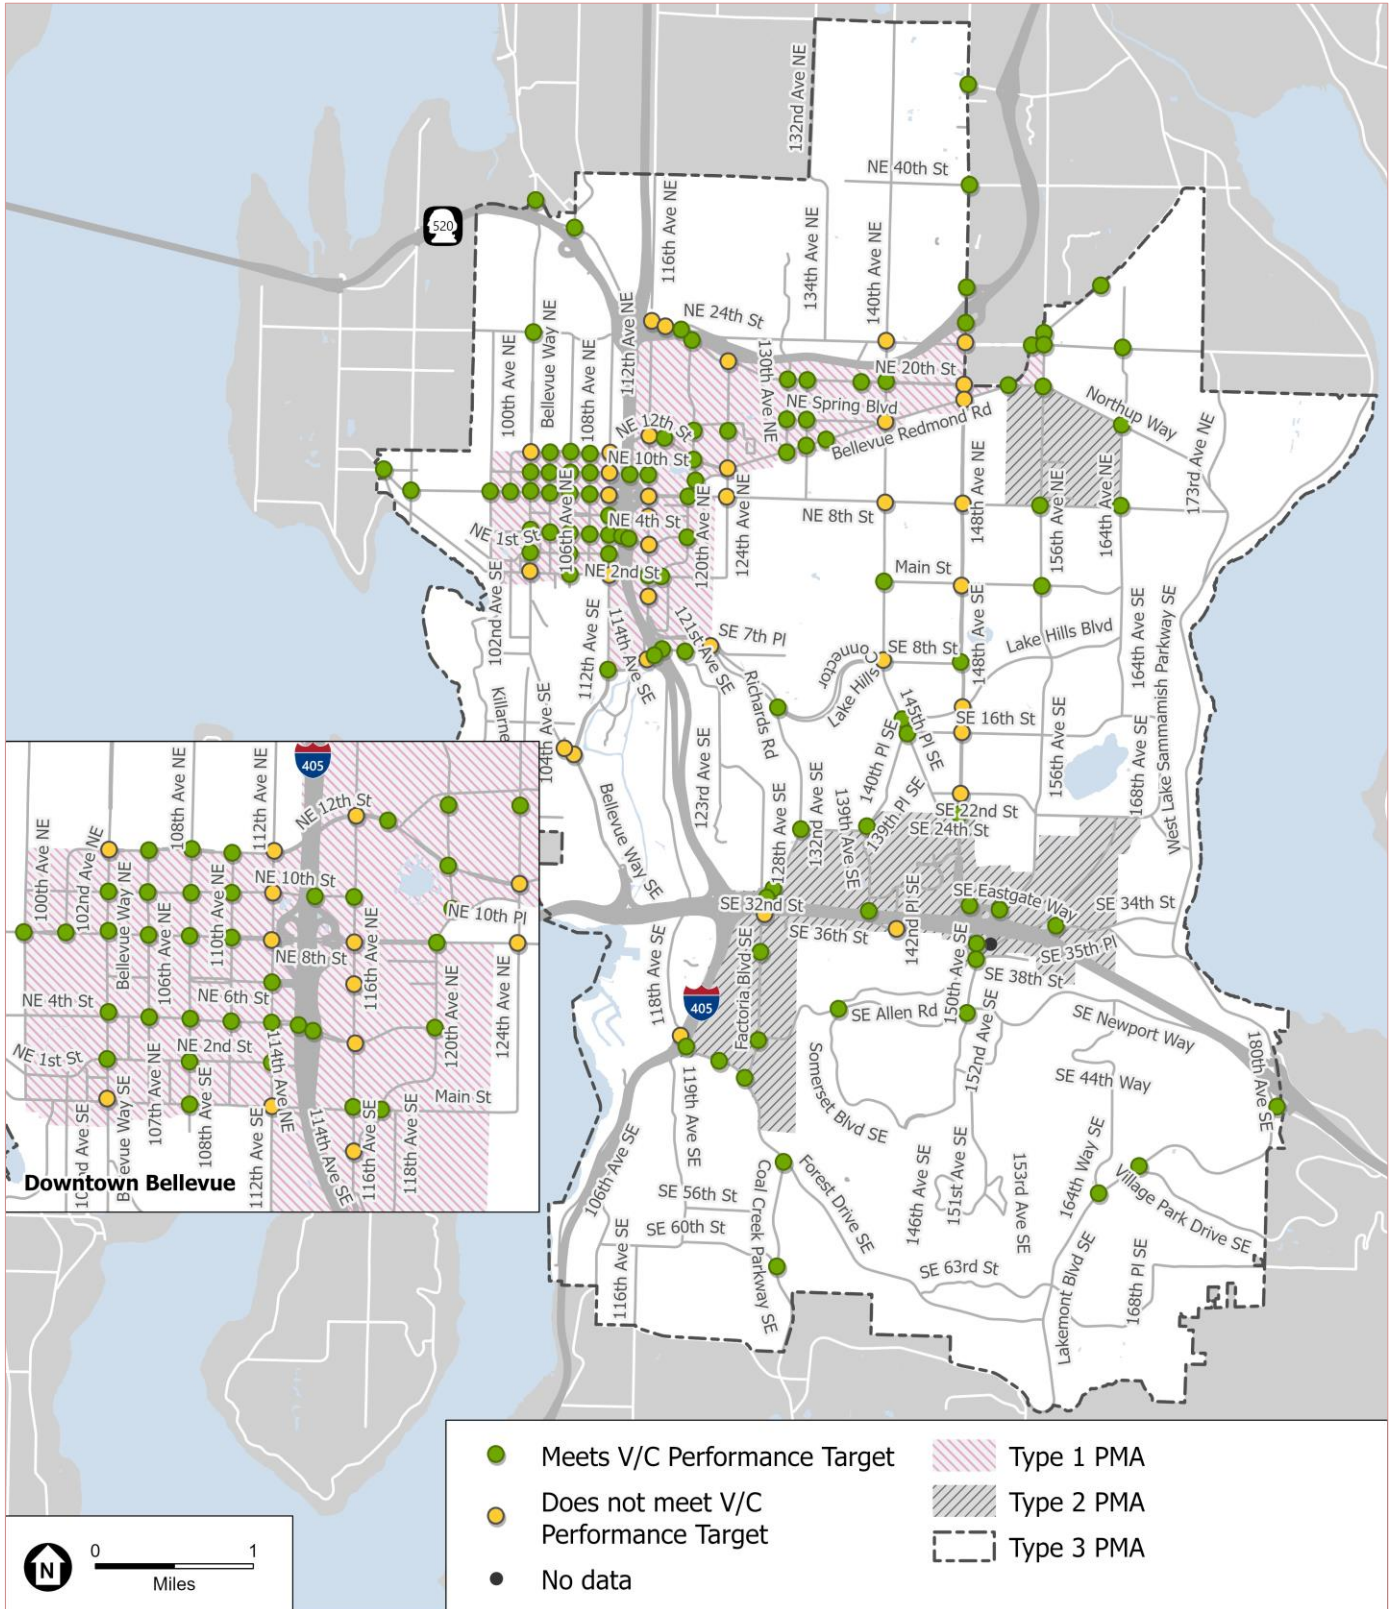 132nd Ave NE
NE 40th St
520
116th Ave NE
134th Ave NE
140th Ave NE
NE 24th St
112th Ave NE
130th Ave NE
100th Ave NE
Bellevue Way NE
108th Ave NE
NE 20th St
NE Spring Blvd
Bellevue Redmond Rd
Northup Way
NE 12th St
NE 10th St
173rd Ave NE
106th Ave NE
120th Ave NE
124th Ave NE
NE 8th St
148th Ave NE
156th Ave NE
164th Ave NE
NE 4th St
NE 1st St
NE 2nd St
Main St
102nd Ave SE
112th Ave SE
114th Ave SE
121st Ave SE
SE 7th Pl
Lake Hills Connector
SE 8th St
148th Ave SE
Lake Hills Blvd
164th Ave SE
West Lake Sammamish Parkway SE
Killarne
104th Ave SE
Richards Rd
145th Pl SE
SE 16th St
140th Pl SE
156th Ave SE
168th Ave SE
Bellevue Way SE
123rd Ave SE
128th Ave SE
132nd Ave SE
139th Ave SE
139th Pl SE
SE 22nd St
SE 24th St
SE Eastgate Way
SE 34th St
SE 32nd St
SE 36th St
142nd Pl SE
SE 35th Pl
118th Ave SE
Factoria Blvd SE
150th Ave SE
SE 38th St
405
SE Allen Rd
152nd Ave SE
SE Newport Way
180th Ave SE
119th Ave SE
Somerset Blvd SE
SE 44th Way
106th Ave SE
SE 56th St
SE 60th St
116th Ave SE
Coal Creek Parkway SE
Forest Drive SE
146th Ave SE
151st Ave SE
153rd Ave SE
164th Way SE
Village Park Drive SE
SE 63rd St
Lakemont Blvd SE
168th Pl SE
405
108th Ave NE
112th Ave NE
NE 12th St
100th Ave NE
102nd Ave NE
NE 10th St
Bellevue Way NE
106th Ave NE
110th Ave NE
NE 10th Pl
NE 8th St
116th Ave NE
NE 4th St
NE 6th St
120th Ave NE
124th Ave NE
NE 1st St
NE 2nd St
114th Ave NE
Main St
102nd Ave SE
Bellevue Way SE
107th Ave NE
108th Ave SE
112th Ave SE
114th Ave SE
116th Ave SE
118th Ave SE
Downtown Bellevue
Meets V/C Performance Target
Does not meet V/C
Performance Target
No data
Type 1 PMA
Type 2 PMA
Type 3 PMA
N
0 1
Miles